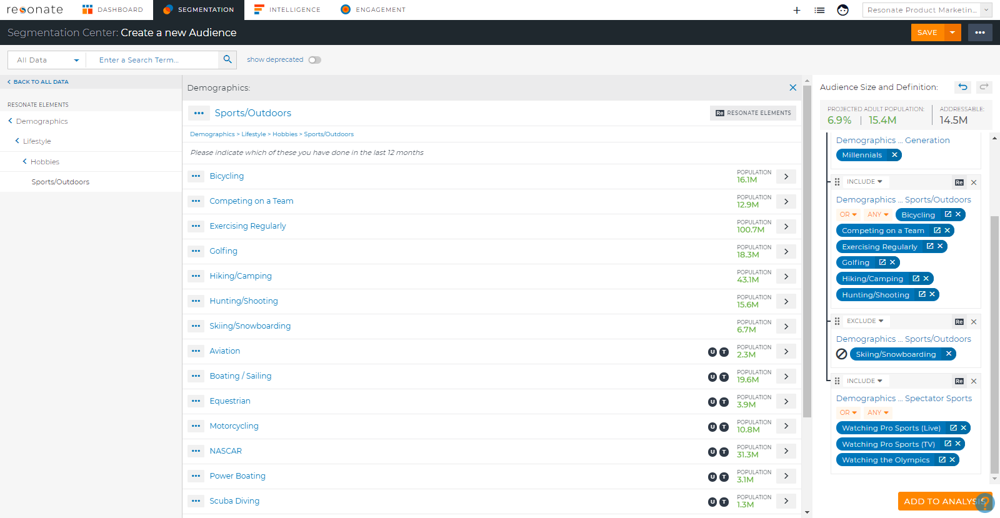 resonate
DASHBOARD
SEGMENTATION
INTELLIGENCE
ENGAGEMENT
Resonate Product Marketin...
Segmentation Center: Create a new Audience
SAVE
All Data
Enter a Search Term...
show deprecated
BACK TO ALL DATA
RESONATE ELEMENTS
Demographics
Lifestyle
Hobbies
Sports/Outdoors
Demographics:
Sports/Outdoors
Re RESONATE ELEMENTS
Demographics > Lifestyle > Hobbies > Sports/Outdoors
Please indicate which of these you have done in the last 12 months
Bicycling POPULATION
16.1M
Competing on a Team POPULATION
12.9M
Exercising Regularly POPULATION
100.7M
Golfing POPULATION
18.3M
Hiking/Camping POPULATION
43.1M
Hunting/Shooting POPULATION
15.6M
Skiing/Snowboarding POPULATION
6.7M
Aviation U T POPULATION
2.3M
Boating / Sailing U T POPULATION
19.6M
Equestrian U T POPULATION
3.9M
Motorcycling U T POPULATION
10.8M
NASCAR U T POPULATION
31.3M
Power Boating U T POPULATION
3.1M
Scuba Diving U T POPULATION
1.3M
Audience Size and Definition:
PROJECTED ADULT POPULATION: ADDRESSABLE:
6.9% | 15.4M 14.5M
Demographics ... Generation
Millennials
INCLUDE Re
Demographics ... Sports/Outdoors
OR ANY Bicycling
Competing on a Team
Exercising Regularly
Golfing
Hiking/Camping
Hunting/Shooting
EXCLUDE Re
Demographics ... Sports/Outdoors
Skiing/Snowboarding
INCLUDE Re
Demographics ... Spectator Sports
OR ANY
Watching Pro Sports (Live)
Watching Pro Sports (TV)
Watching the Olympics
ADD TO ANALYSIS ?